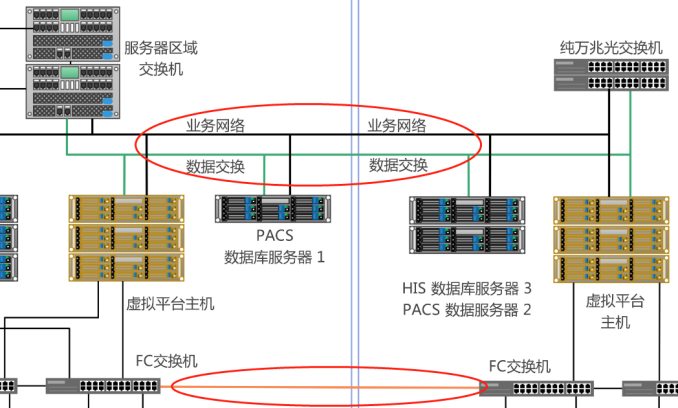 服务器区域
交换机
纯万兆光交换机
业务网络
业务网络
数据交换
数据交换
PACS
数据库服务器 1
HIS 数据库服务器 3
PACS 数据服务器 2
虚拟平台主机
虚拟平台
主机
FC交换机
FC交换机